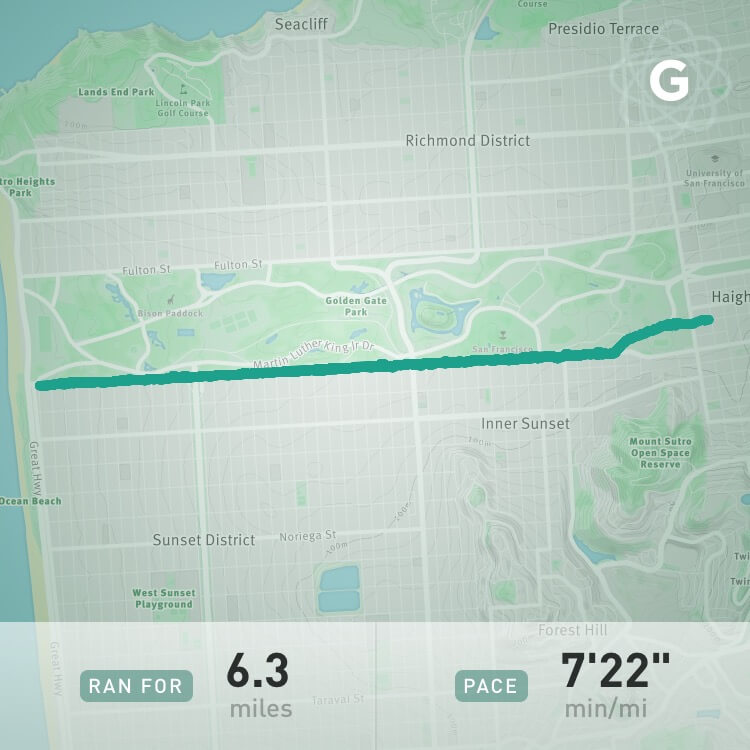 Course
Seacliff
Presidio Terrace
G
Lands End Park
Lincoln Park
Golf Course
100m
Richmond District
University of
San Francisco
tro Heights
Park
Fulton St
Fulton St
Bison Paddock
Golden Gate
Park
Haigh
Martin Luther King Jr Dr
San Francisco
Inner Sunset
100m
Mount Sutro
Open Space
Reserve
Great Hwy
Ocean Beach
100m
Sunset District
Noriega St
100m
Twi
Twin
West Sunset
Playground
Forest Hill
200m
Great Hwy
RAN FOR
6.3
miles
Taraval St
PACE
7'22"
min/mi